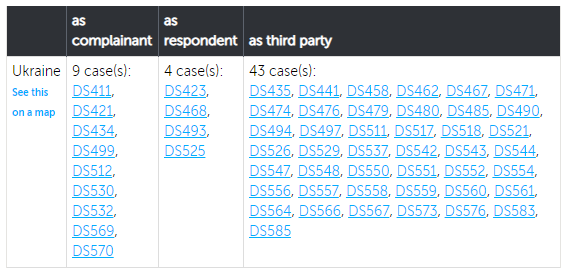 as complainant
as respondent
as third party
Ukraine
See this on a map
9 case(s):
DS411,
DS421,
DS434,
DS499,
DS512,
DS530,
DS532,
DS569,
DS570
4 case(s):
DS423,
DS468,
DS493,
DS525
43 case(s):
DS435, DS441, DS458, DS462, DS467, DS471,
DS474, DS476, DS479, DS480, DS485, DS490,
DS494, DS497, DS511, DS517, DS518, DS521,
DS526, DS529, DS537, DS542, DS543, DS544,
DS547, DS548, DS550, DS551, DS552, DS554,
DS556, DS557, DS558, DS559, DS560, DS561,
DS564, DS566, DS567, DS573, DS576, DS583,
DS585